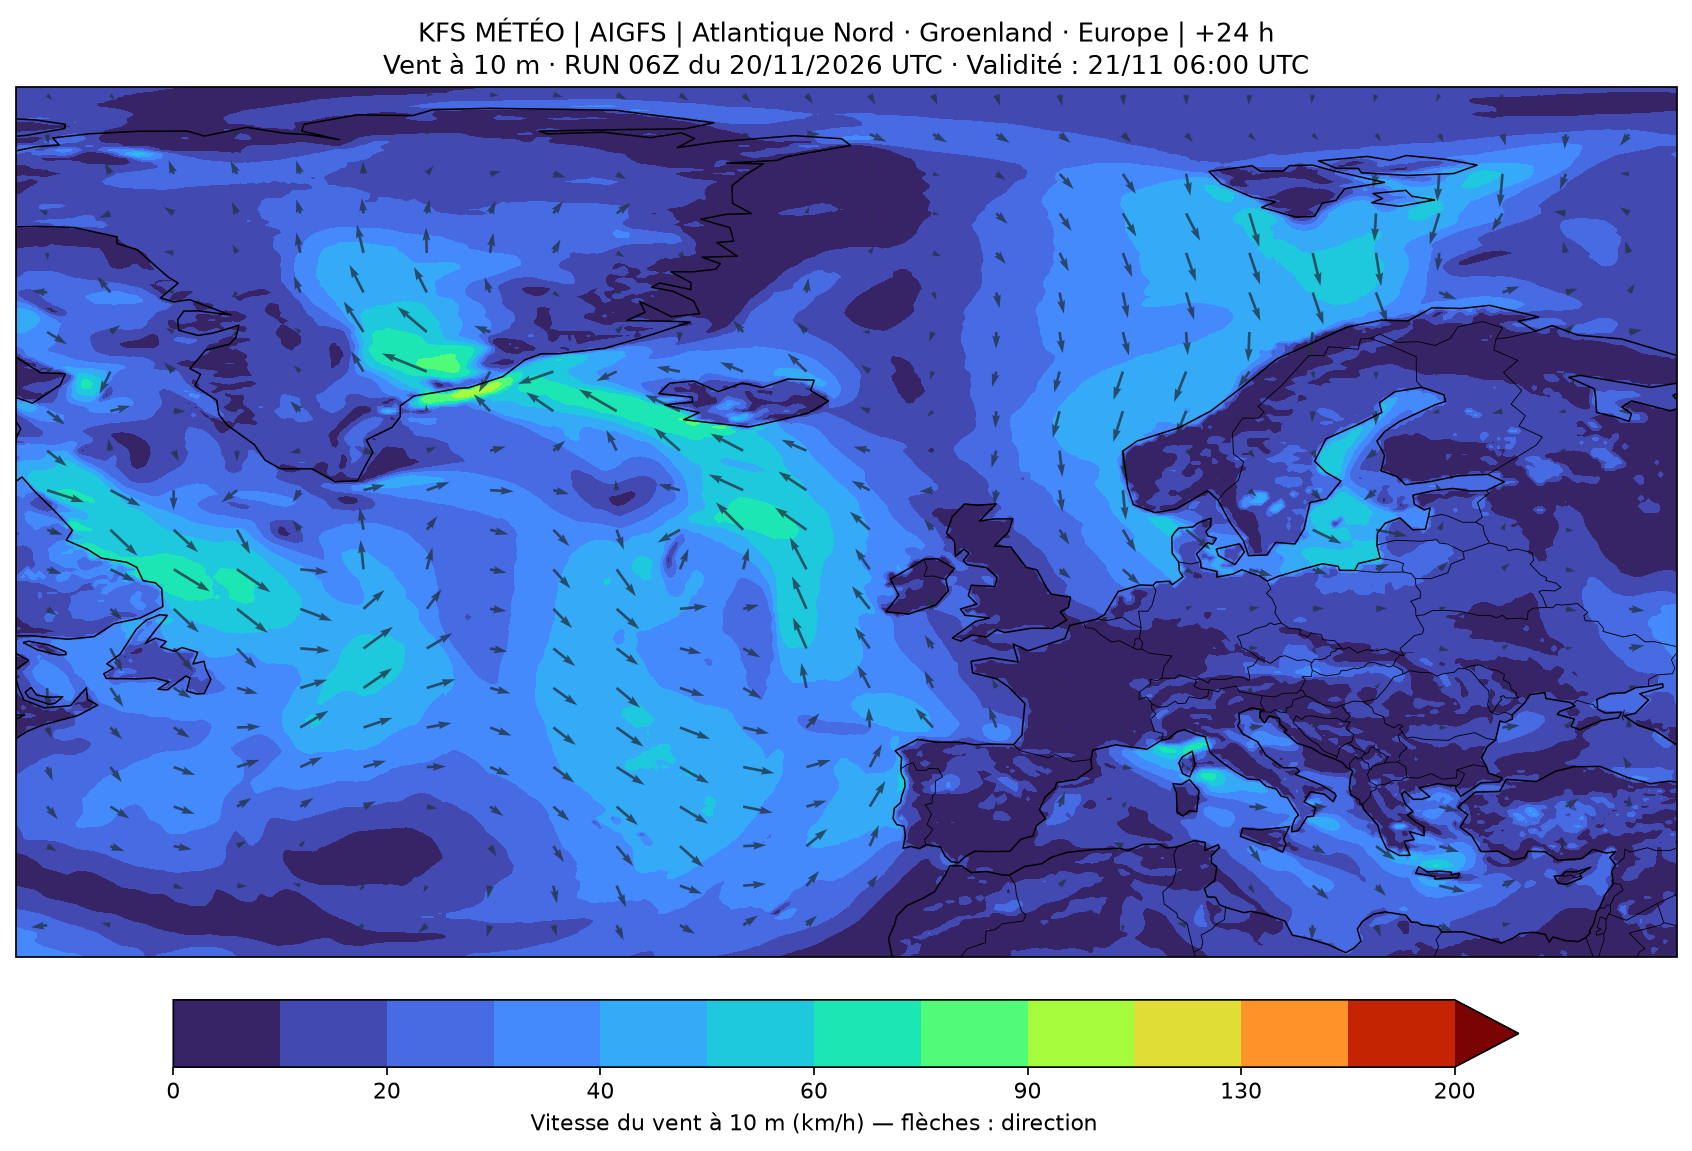 KFS MÉTÉO | AIGFS | Atlantique Nord · Groenland · Europe | +24 h
Vent à 10 m · RUN 06Z du 20/11/2026 UTC · Validité : 21/11 06:00 UTC
0 20 40 60 90 130 200
Vitesse du vent à 10 m (km/h) — flèches : direction